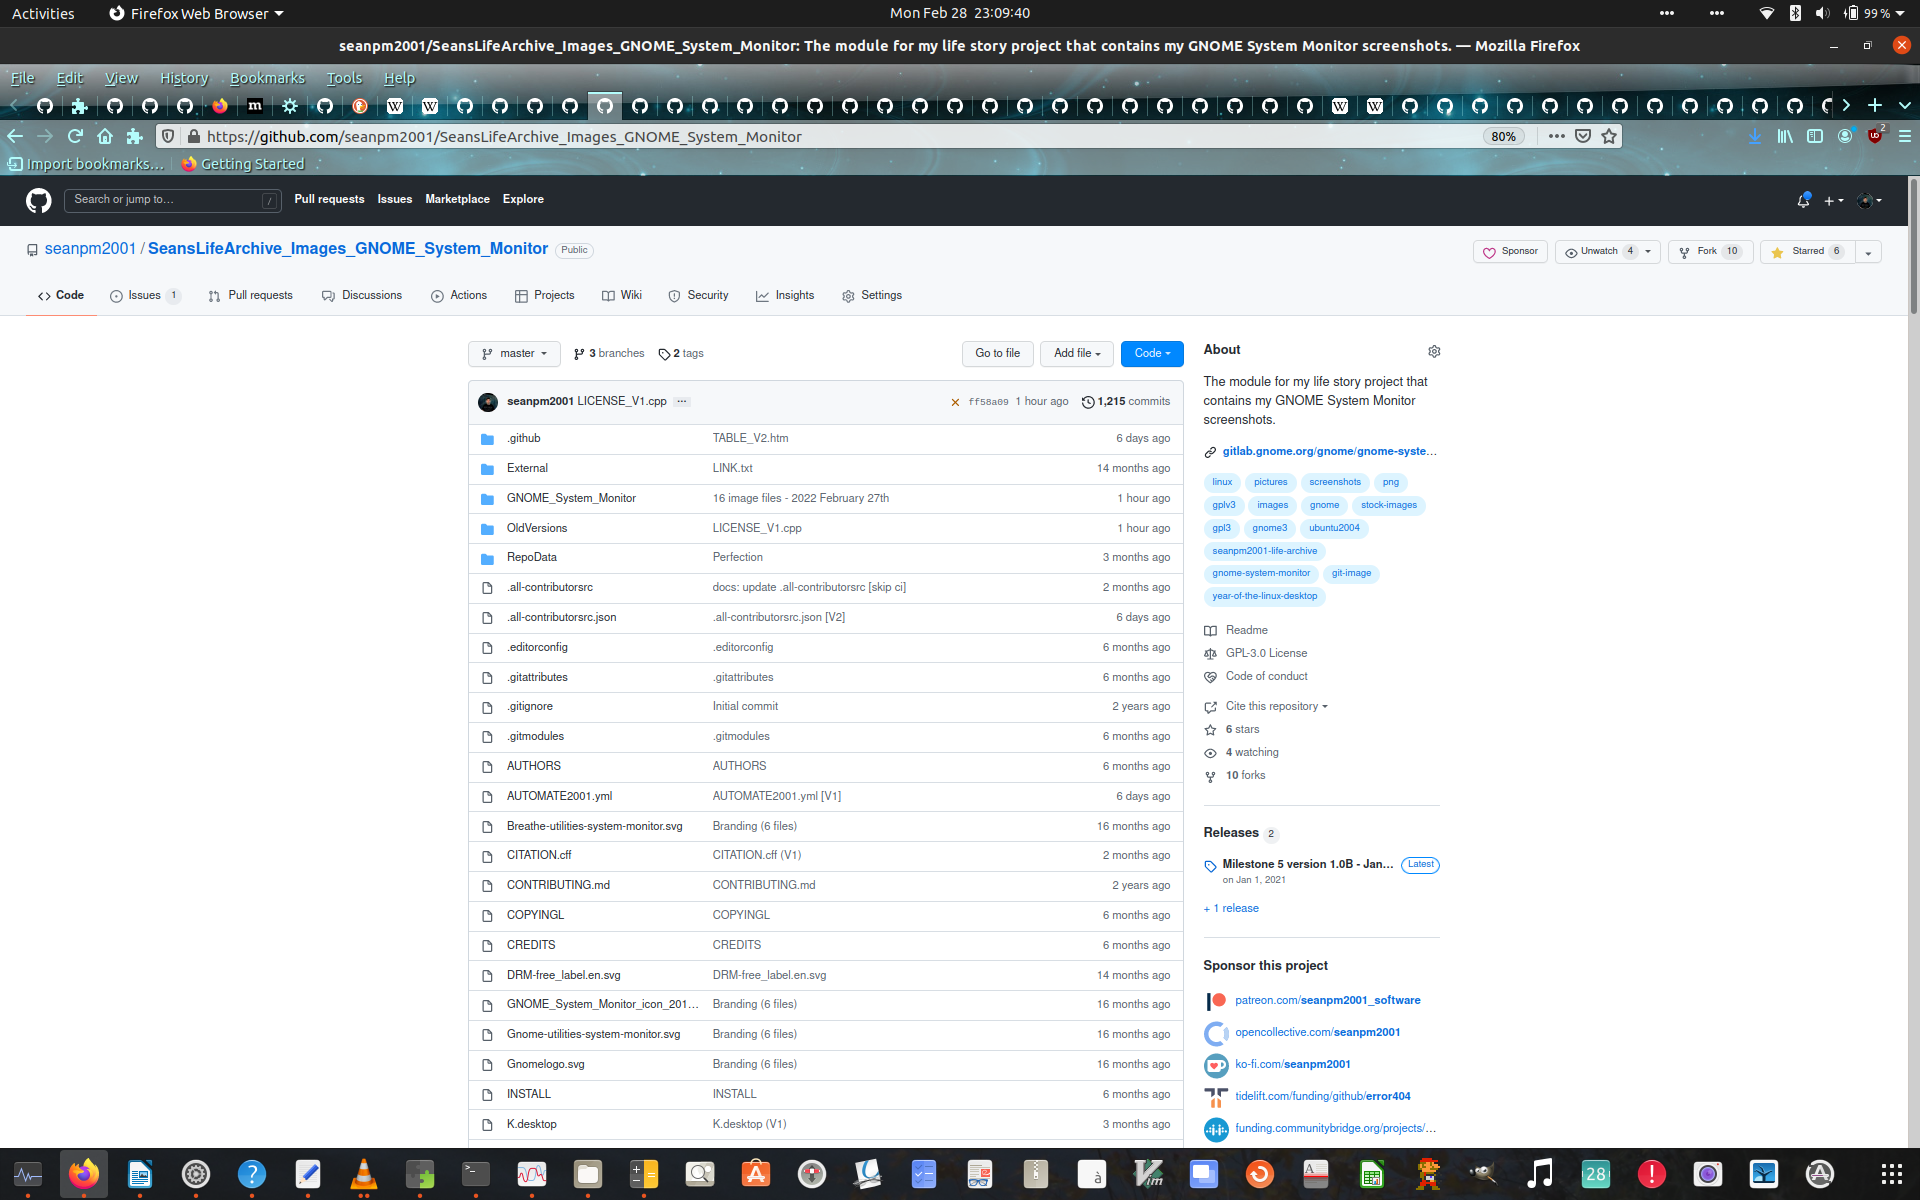 Activities Firefox Web Browser Mon Feb 28 23:09:40 99 %
seanpm2001/SeansLifeArchive_Images_GNOME_System_Monitor: The module for my life story project that contains my GNOME System Monitor screenshots. — Mozilla Firefox
File Edit View History Bookmarks Tools Help
https://github.com/seanpm2001/SeansLifeArchive_Images_GNOME_System_Monitor 80% 2
Import bookmarks... Getting Started
Search or jump to... / Pull requests Issues Marketplace Explore
seanpm2001 / SeansLifeArchive_Images_GNOME_System_Monitor Public Sponsor Unwatch 4 Fork 10 Starred 6
Code Issues 1 Pull requests Discussions Actions Projects Wiki Security Insights Settings
master 3 branches 2 tags Go to file Add file Code
seanpm2001 LICENSE_V1.cpp ... ff58a09 1 hour ago 1,215 commits
.github TABLE_V2.htm 6 days ago
External LINK.txt 14 months ago
GNOME_System_Monitor 16 image files - 2022 February 27th 1 hour ago
OldVersions LICENSE_V1.cpp 1 hour ago
RepoData Perfection 3 months ago
.all-contributorsrc docs: update .all-contributorsrc [skip ci] 2 months ago
.all-contributorsrc.json .all-contributorsrc.json [V2] 6 days ago
.editorconfig .editorconfig 6 months ago
.gitattributes .gitattributes 6 months ago
.gitignore Initial commit 2 years ago
.gitmodules .gitmodules 6 months ago
AUTHORS AUTHORS 6 months ago
AUTOMATE2001.yml AUTOMATE2001.yml [V1] 6 days ago
Breathe-utilities-system-monitor.svg Branding (6 files) 16 months ago
CITATION.cff CITATION.cff (V1) 2 months ago
CONTRIBUTING.md CONTRIBUTING.md 2 years ago
COPYINGL COPYINGL 6 months ago
CREDITS CREDITS 6 months ago
DRM-free_label.en.svg DRM-free_label.en.svg 14 months ago
GNOME_System_Monitor_icon_201... Branding (6 files) 16 months ago
Gnome-utilities-system-monitor.svg Branding (6 files) 16 months ago
Gnomelogo.svg Branding (6 files) 16 months ago
INSTALL INSTALL 6 months ago
K.desktop K.desktop (V1) 3 months ago
About
The module for my life story project that
contains my GNOME System Monitor
screenshots.
gitlab.gnome.org/gnome/gnome-syste...
linux pictures screenshots png
gplv3 images gnome stock-images
gpl3 gnome3 ubuntu2004
seanpm2001-life-archive
gnome-system-monitor git-image
year-of-the-linux-desktop
Readme
GPL-3.0 License
Code of conduct
Cite this repository
6 stars
4 watching
10 forks
Releases 2
Milestone 5 version 1.0B - Jan... Latest
on Jan 1, 2021
+ 1 release
Sponsor this project
patreon.com/seanpm2001_software
opencollective.com/seanpm2001
ko-fi.com/seanpm2001
tidelift.com/funding/github/error404
funding.communitybridge.org/projects/...
28